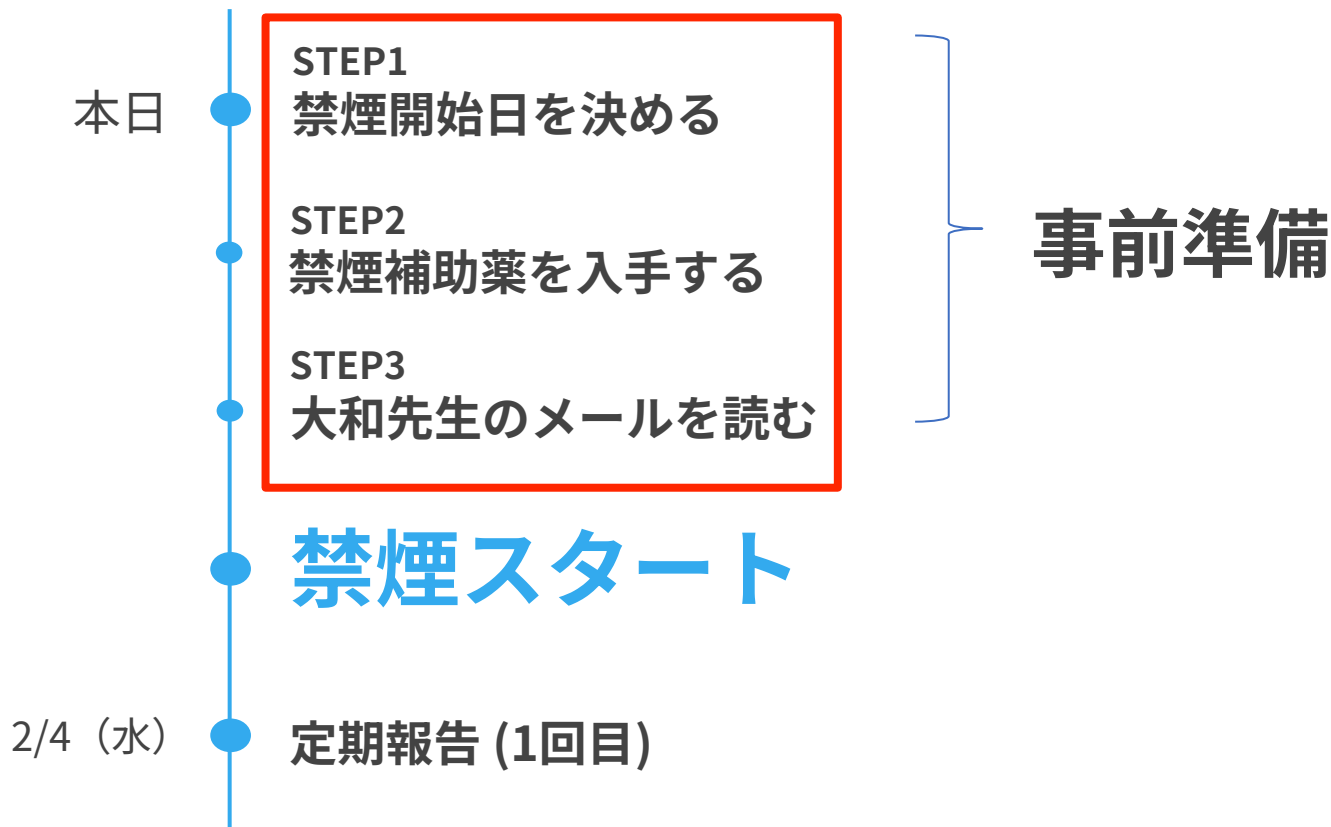 STEP1
本日
禁煙開始日を決める
STEP2
禁煙補助薬を入手する
事前準備
STEP3
大和先生のメールを読む
禁煙スタート
2/4（水）
定期報告 (1回目)